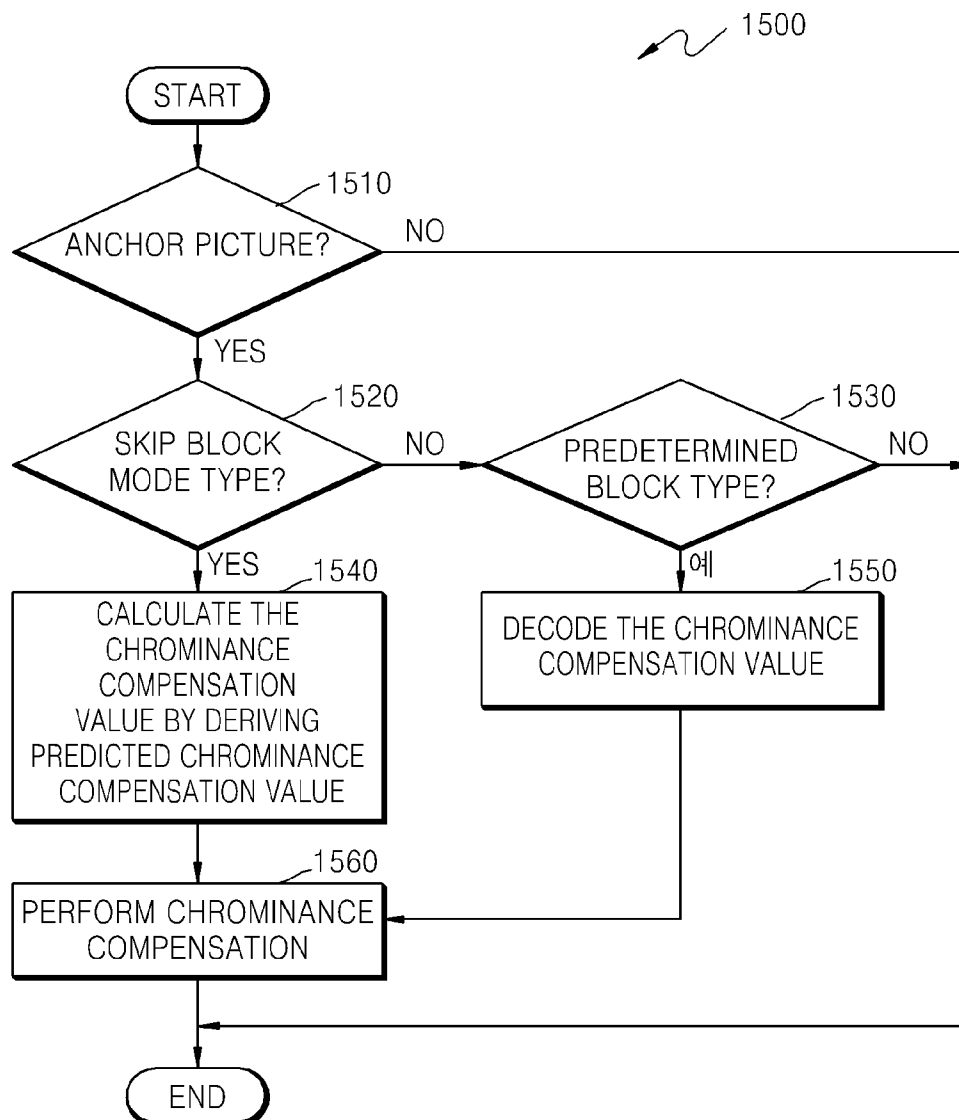 1500
START
1510
ANCHOR PICTURE?
NO
YES
1520
SKIP BLOCK
MODE TYPE?
NO
1530
PREDETERMINED
BLOCK TYPE?
NO
YES
예
1540
CALCULATE THE
CHROMINANCE
COMPENSATION
VALUE BY DERIVING
PREDICTED CHROMINANCE
COMPENSATION VALUE
1550
DECODE THE CHROMINANCE
COMPENSATION VALUE
1560
PERFORM CHROMINANCE
COMPENSATION
END